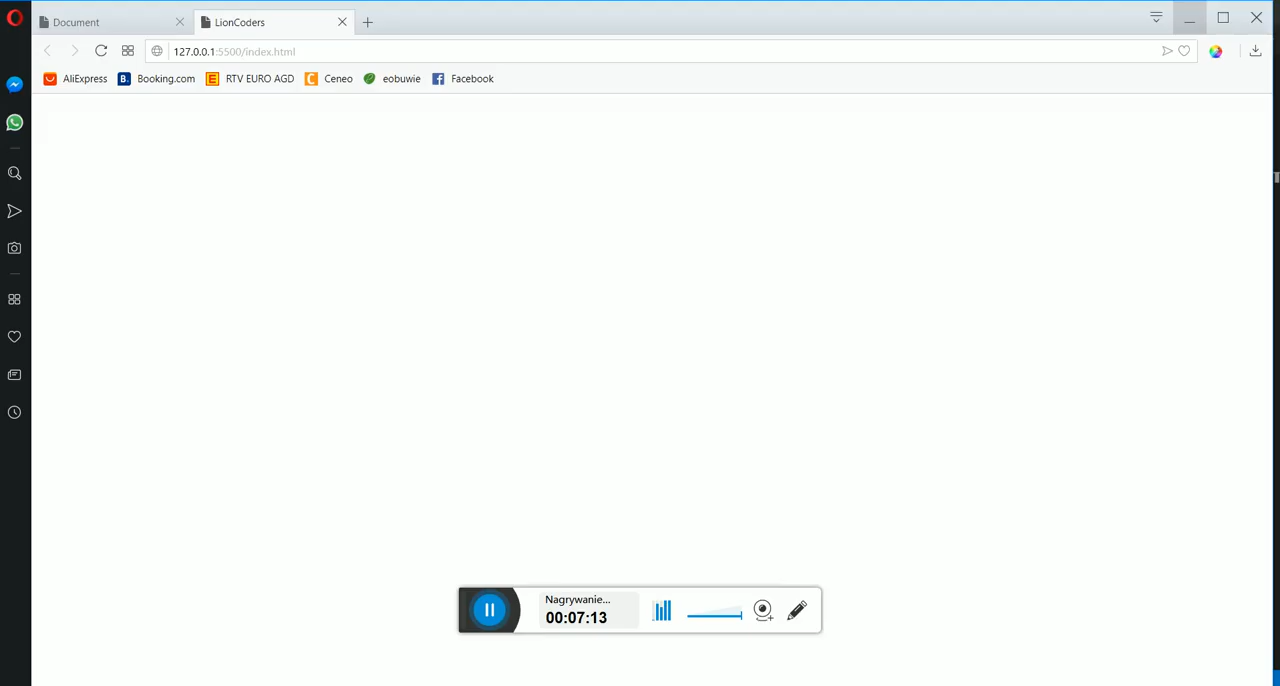 Document
LionCoders
127.0.0.1:5500/index.html
AliExpress
B.
Booking.com
E
RTV EURO AGD
C
Ceneo
eobuwie
f
Facebook
Nagrywanie...
00:07:13